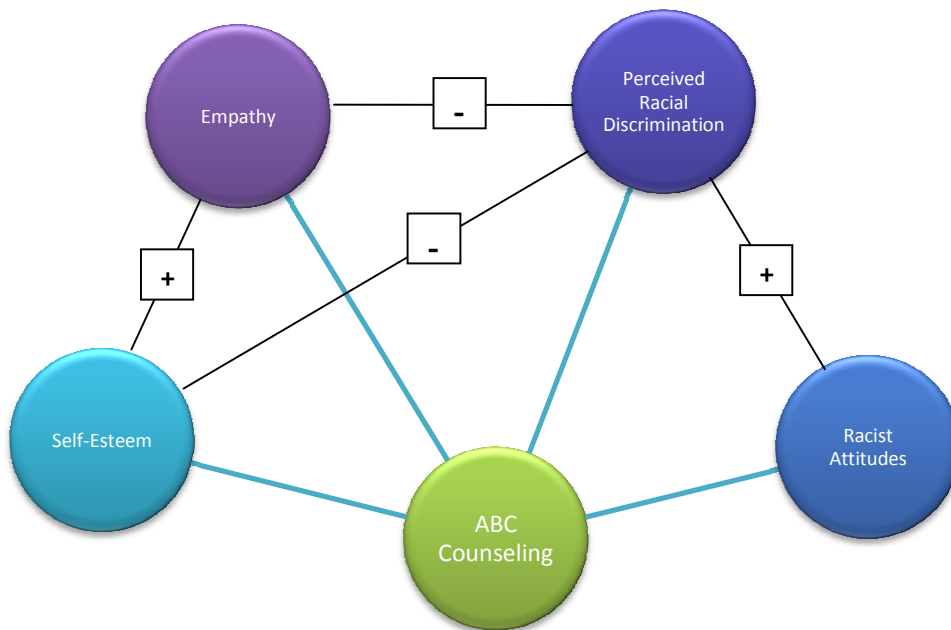 Empathy
-
Perceived
Racial
Discrimination
-
+
+
Self-Esteem
Racist
Attitudes
ABC
Counseling